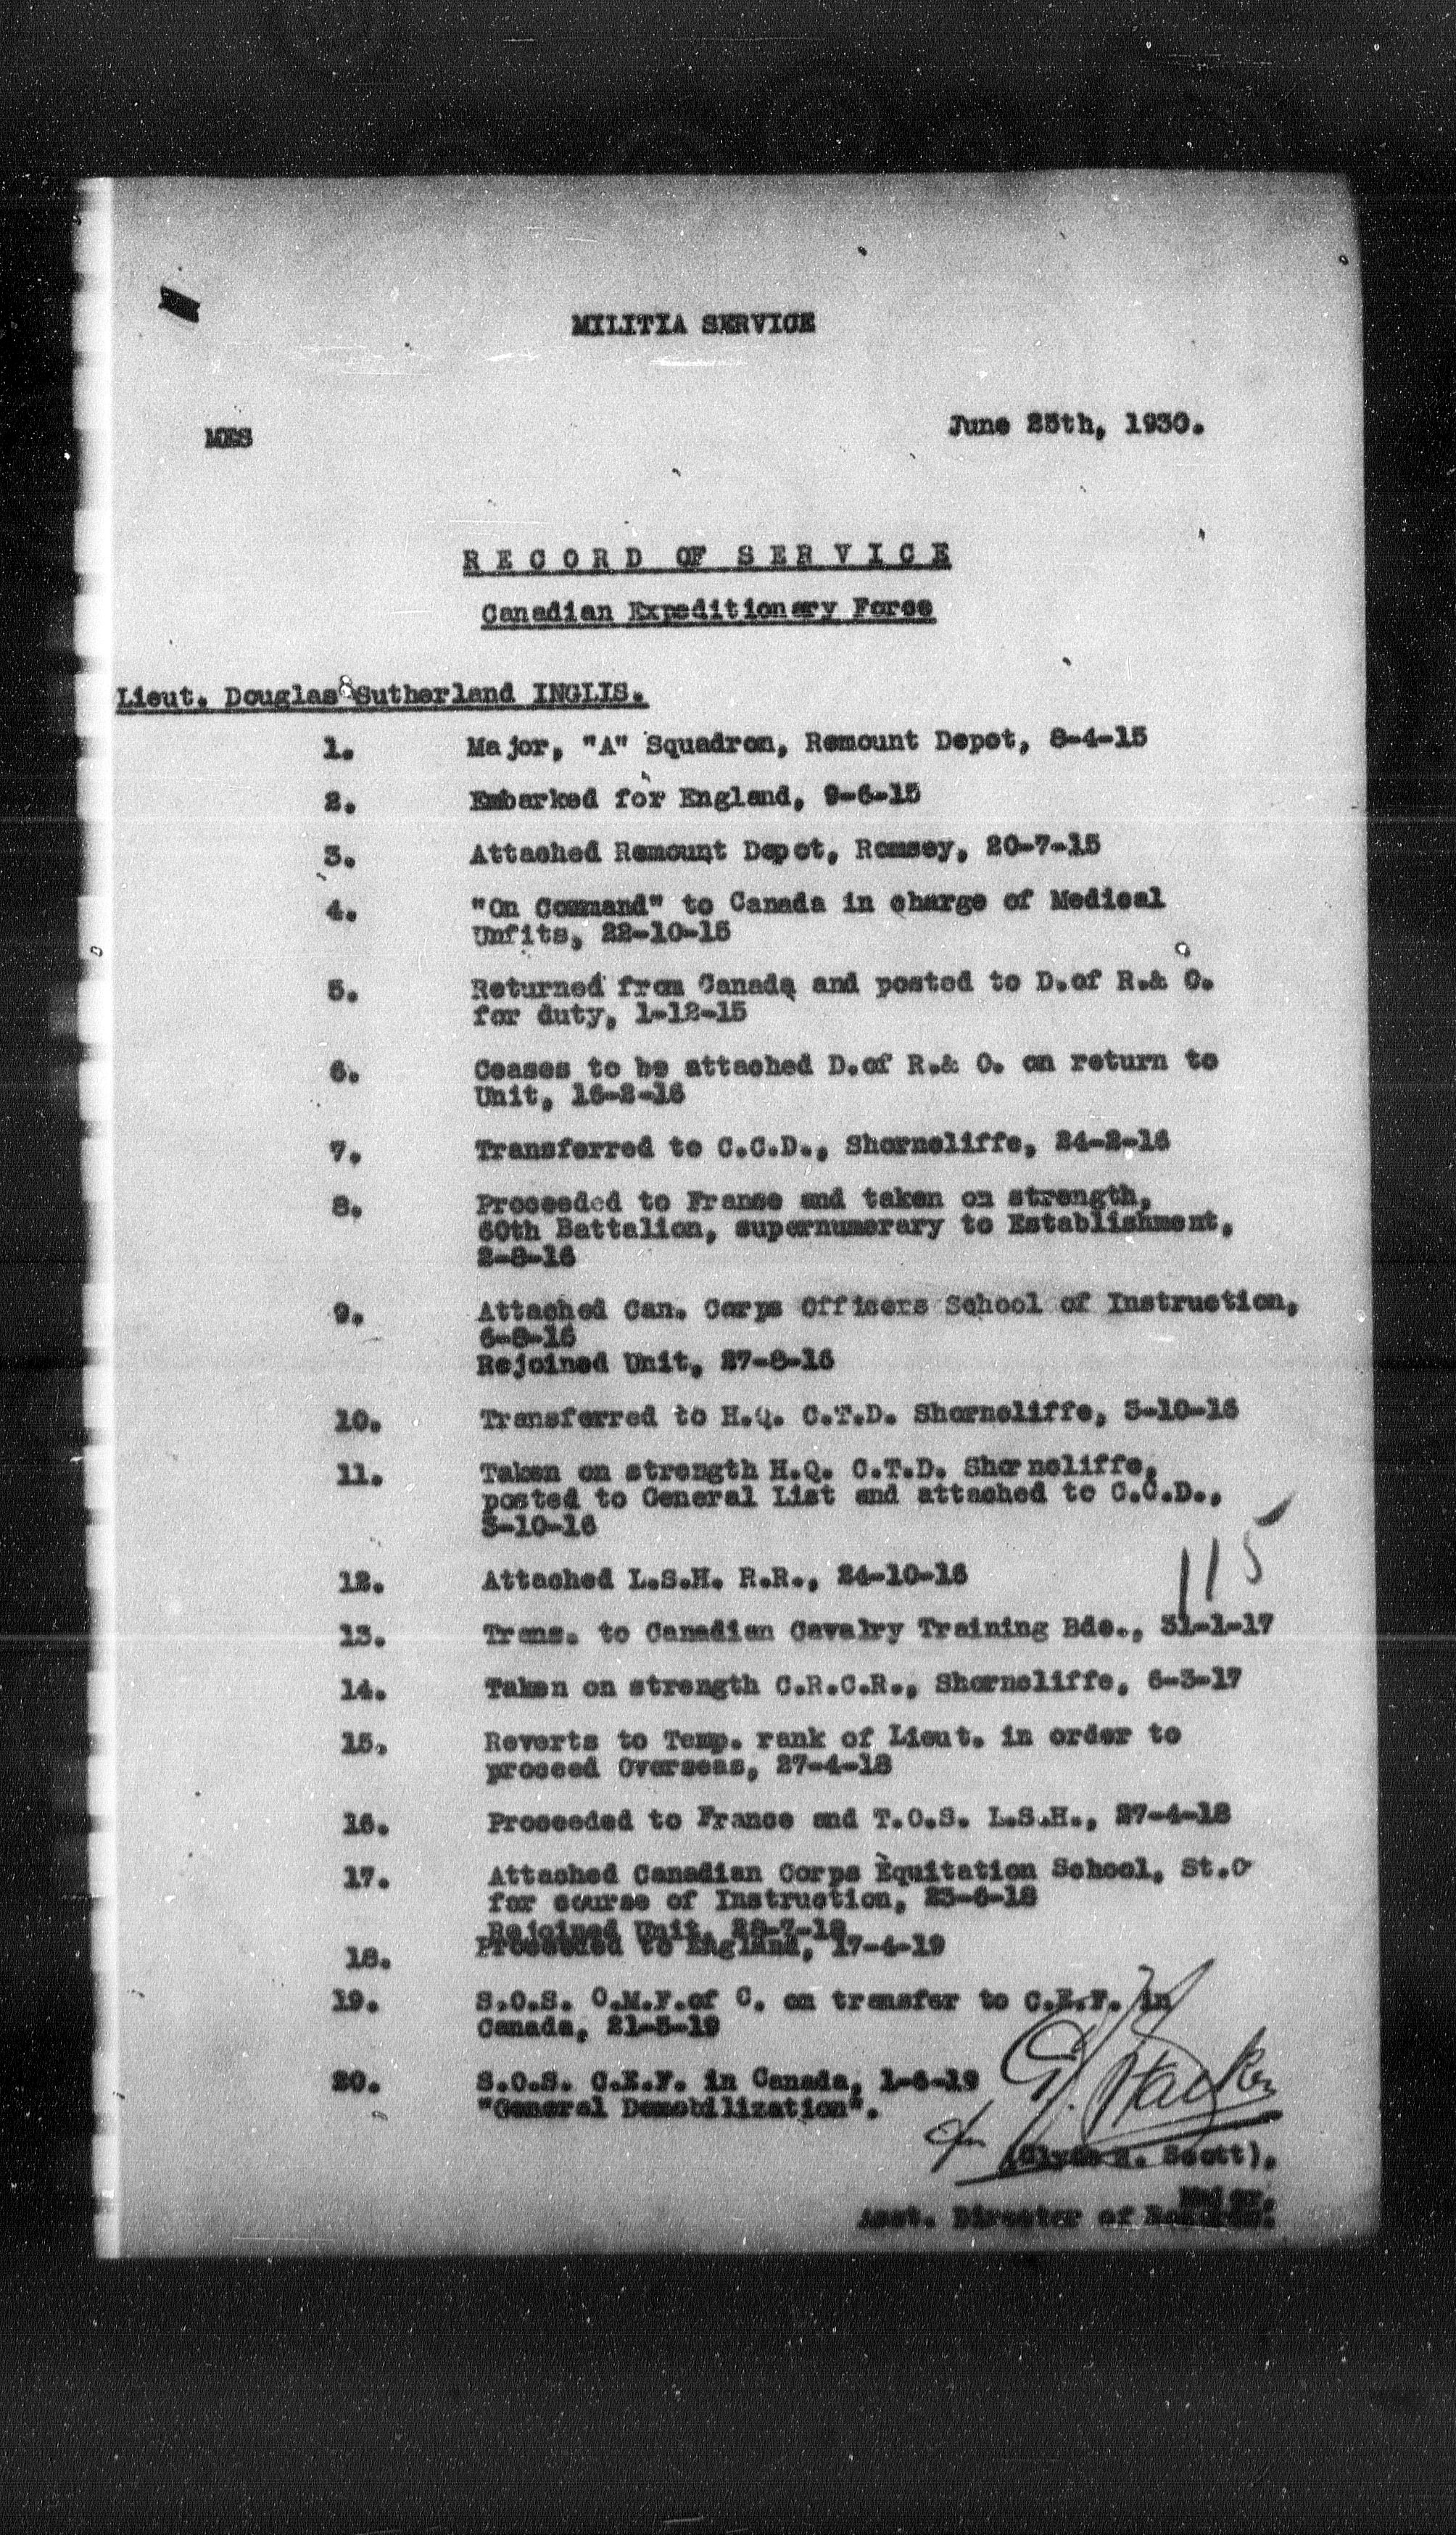 MILITIA SERVICE
MES
June 25th, 1930.
RECORD OF SERVICE
Canadian Expeditionary Force
Lieut. Douglas Sutherland INGLIS.
1. Major, "A" Squadron, Remount Depot, 8-4-15
2. Embarked for England, 9-6-15
3. Attached Remount Depot, Romsey, 20-7-15
4. "On Command" to Canada in charge of Medical
Unfits, 22-10-15
5. Returned from Canada and posted to D.of R.& O.
for duty, 1-12-15
6. Ceases to be attached D.of R.& O. on return to
Unit, 16-2-16
7. Transferred to C.C.D., Shorncliffe, 24-2-16
8. Proceeded to France and taken on strength,
60th Battalion, supernumerary to Establishment,
2-8-16
9. Attached Can. Corps Officers School of Instruction,
6-8-16
Rejoined Unit, 27-8-16
10. Transferred to H.Q. C.T.D. Shorncliffe, 3-10-16
11. Taken on strength H.Q. C.T.D. Shorncliffe,
posted to General List and attached to C.C.D.,
3-10-16
115
12. Attached L.S.H. R.R., 24-10-16
13. Trans. to Canadian Cavalry Training Bde., 31-1-17
14. Taken on strength C.R.C.R., Shorncliffe, 6-3-17
15. Reverts to Temp. rank of Lieut. in order to
proceed Overseas, 27-4-18
16. Proceeded to France and T.O.S. L.S.H., 27-4-18
17. Attached Canadian Corps Equitation School, St.O
for course of Instruction, 23-6-18
Rejoined Unit, 28-7-18
18. Proceeded to England, 17-4-19
19. S.O.S. O.M.F.of C. on transfer to C.E.F. in
Canada, 21-5-19
20. S.O.S. C.E.F. in Canada, 1-6-19
"General Demobilization".
for
(Clyde R. Scott).
Major,
Asst. Director of Records.